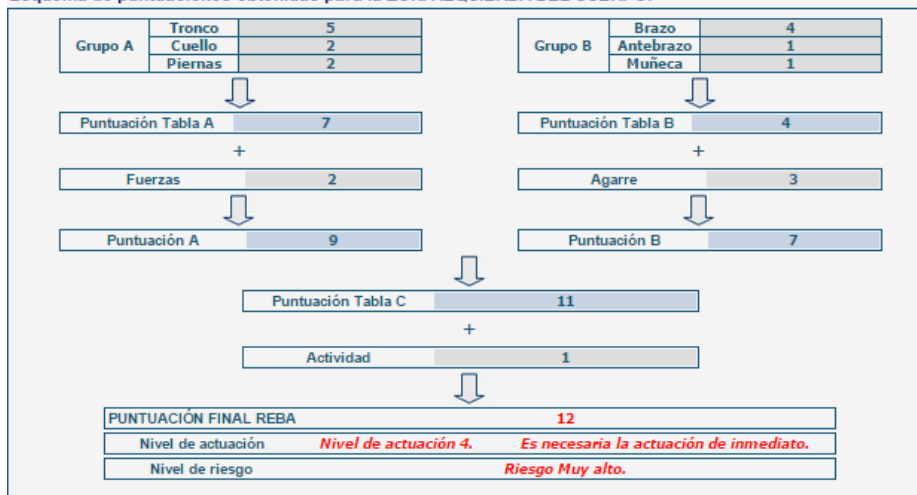 Grupo A
Tronco 5
Cuello 2
Piernas 2
Grupo B
Brazo 4
Antebrazo 1
Muñeca 1
Puntuación Tabla A 7
Puntuación Tabla B 4
+ +
Fuerzas 2
Agarre 3
Puntuación A 9
Puntuación B 7
Puntuación Tabla C 11
+
Actividad 1
PUNTUACIÓN FINAL REBA 12
Nivel de actuación Nivel de actuación 4. Es necesaria la actuación de inmediato.
Nivel de riesgo Riesgo Muy alto.